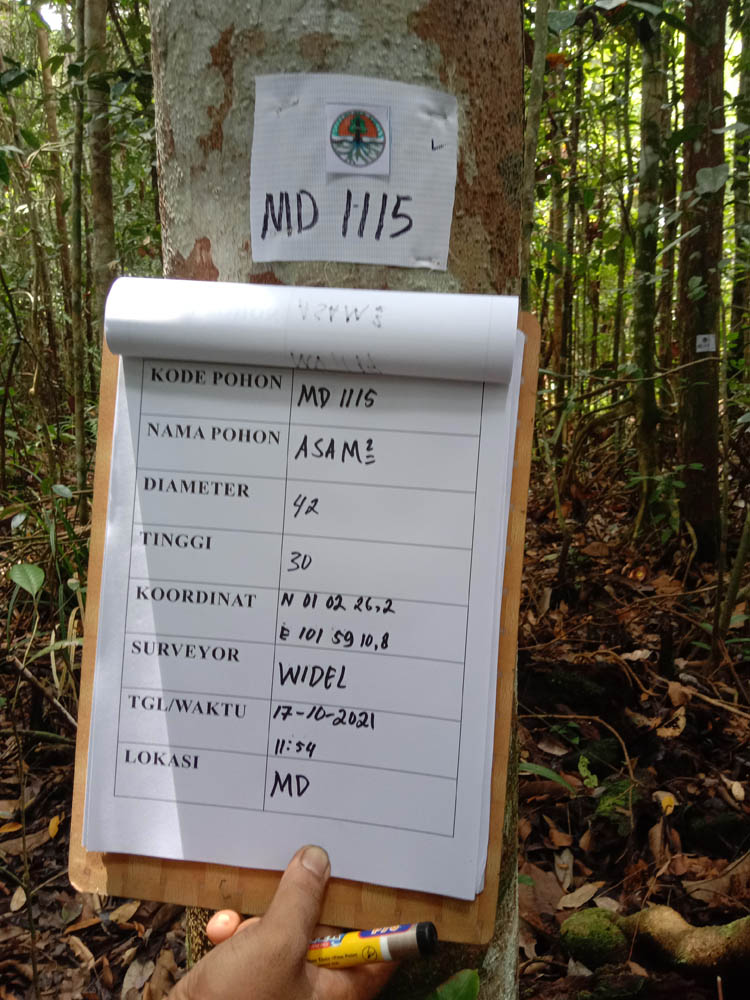 MD 1115
KODE POHON
MD 1115
NAMA POHON
ASAM²
DIAMETER
42
TINGGI
30
KOORDINAT
N 01 02 26,2
E 101 59 10,8
SURVEYOR
WIDEL
TGL/WAKTU
17-10-2021
11:54
LOKASI
MD